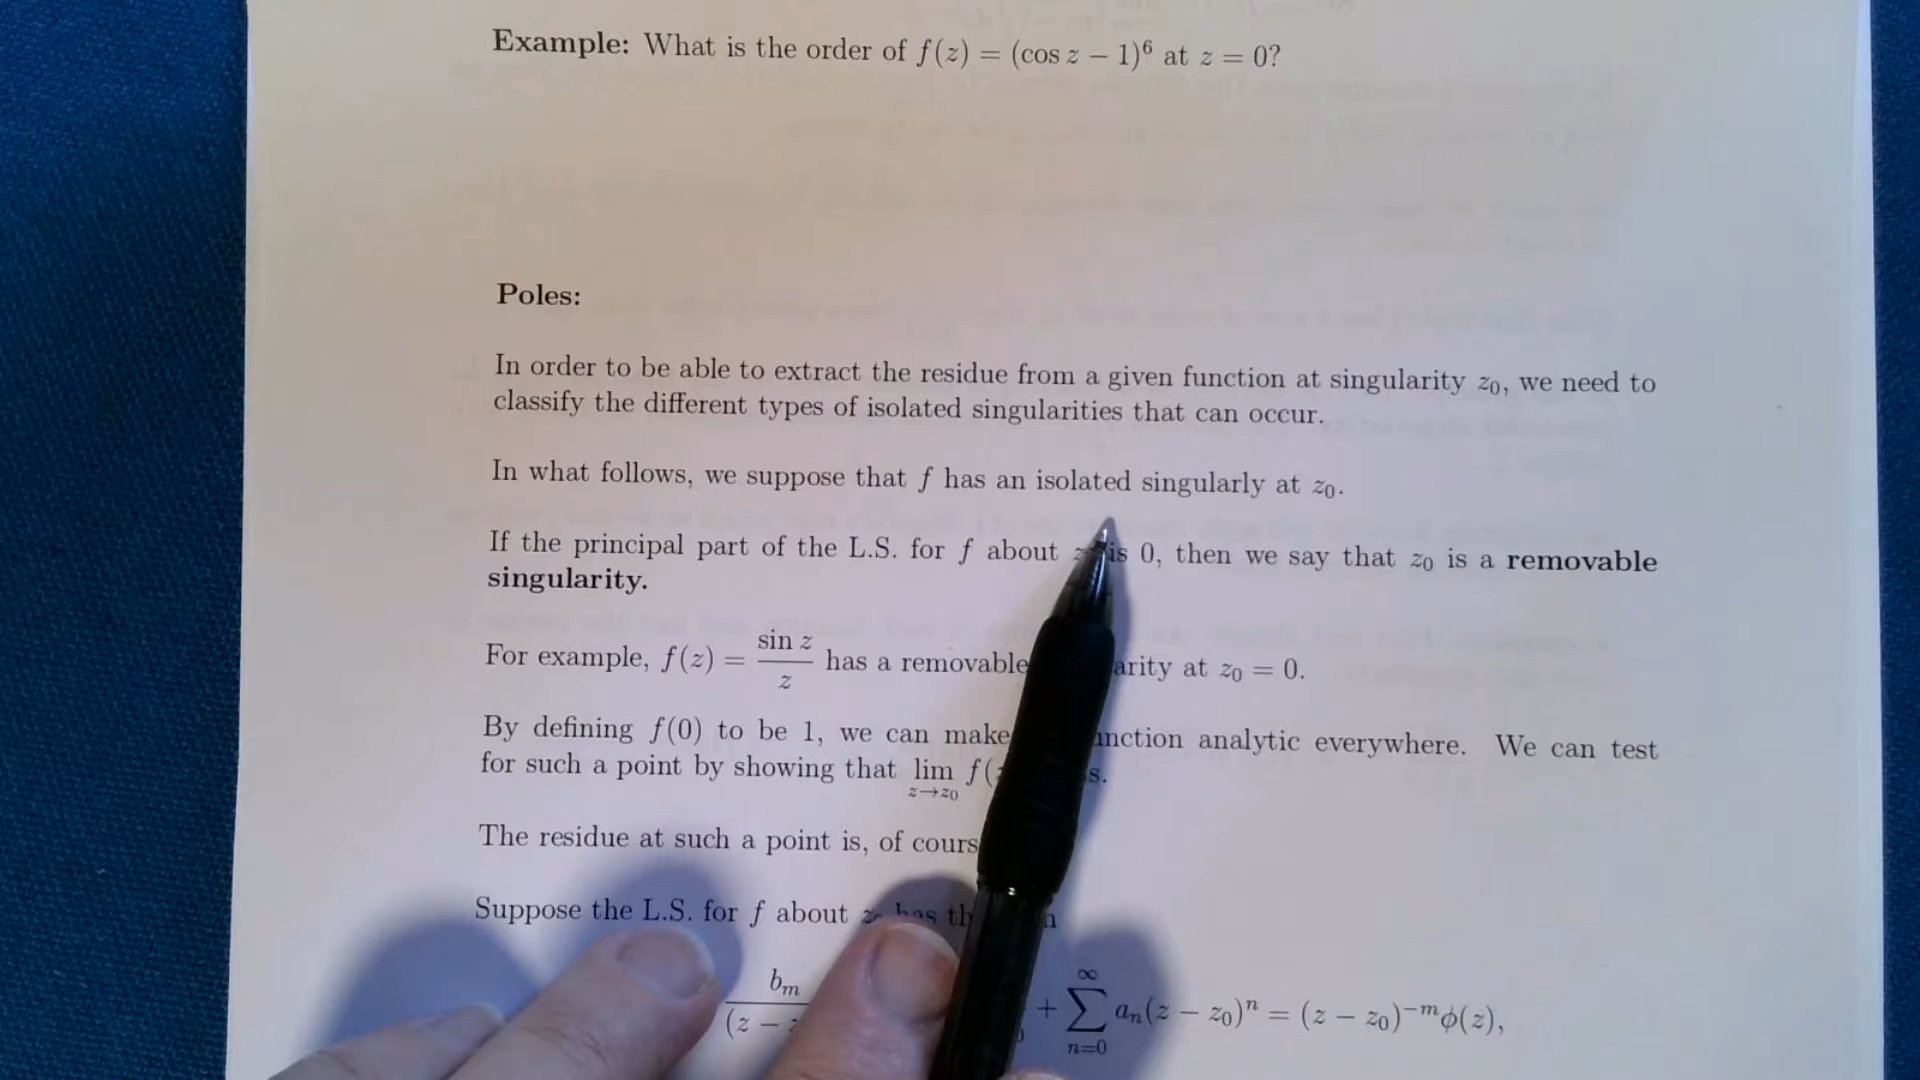 Example: What is the order of f(z) = (cos z − 1)⁶ at z = 0?
Poles:
In order to be able to extract the residue from a given function at singularity z₀, we need to
classify the different types of isolated singularities that can occur.
In what follows, we suppose that f has an isolated singularly at z₀.
If the principal part of the L.S. for f about is 0, then we say that z₀ is a removable
singularity.
For example, f(z) = sin z / z has a removable arity at z₀ = 0.
By defining f(0) to be 1, we can make nction analytic everywhere. We can test
for such a point by showing that lim z→z₀ f( s.
The residue at such a point is, of cours
Suppose the L.S. for f about has th
bₘ / (z − + ∑ n=0 ∞ aₙ(z − z₀)ⁿ = (z − z₀)⁻ᵐϕ(z),